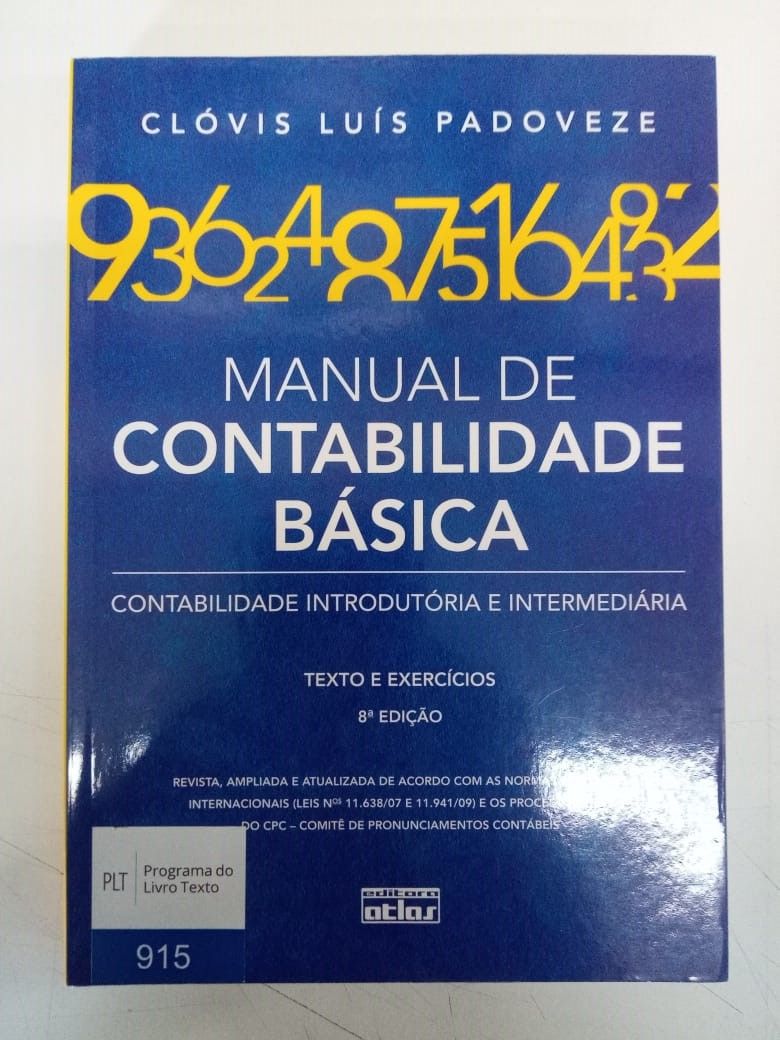 CLÓVIS LUÍS PADOVEZE
93624875164932
MANUAL DE
CONTABILIDADE
BÁSICA
CONTABILIDADE INTRODUTÓRIA E INTERMEDIÁRIA
TEXTO E EXERCÍCIOS
8ª EDIÇÃO
REVISTA, AMPLIADA E ATUALIZADA DE ACORDO COM AS
INTERNACIONAIS (LEIS Nºˢ 11.638/07 E 11.941/09) E OS
DO CPC – COMITÊ DE PRONUNCIAMENTOS CONTÁBEIS
PLT
Programa do
Livro Texto
915
editora
atlas